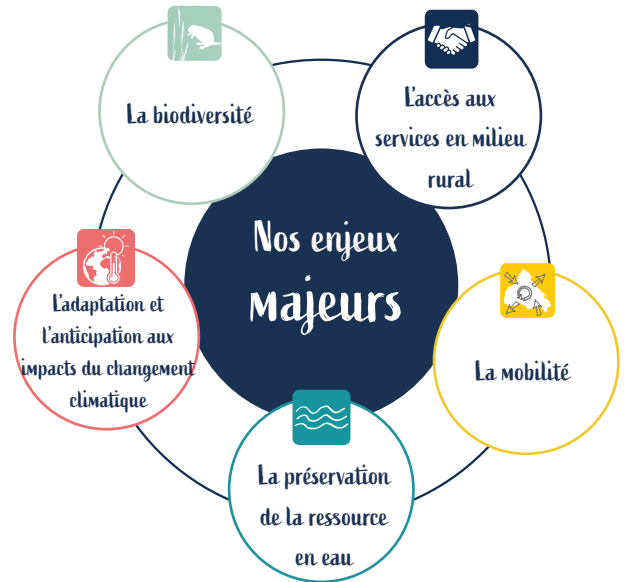 Nos enjeux
majeurs
La biodiversité
L'accès aux
services en milieu
rural
La mobilité
La préservation
de la ressource
en eau
L'adaptation et
l'anticipation aux
impacts du changement
climatique